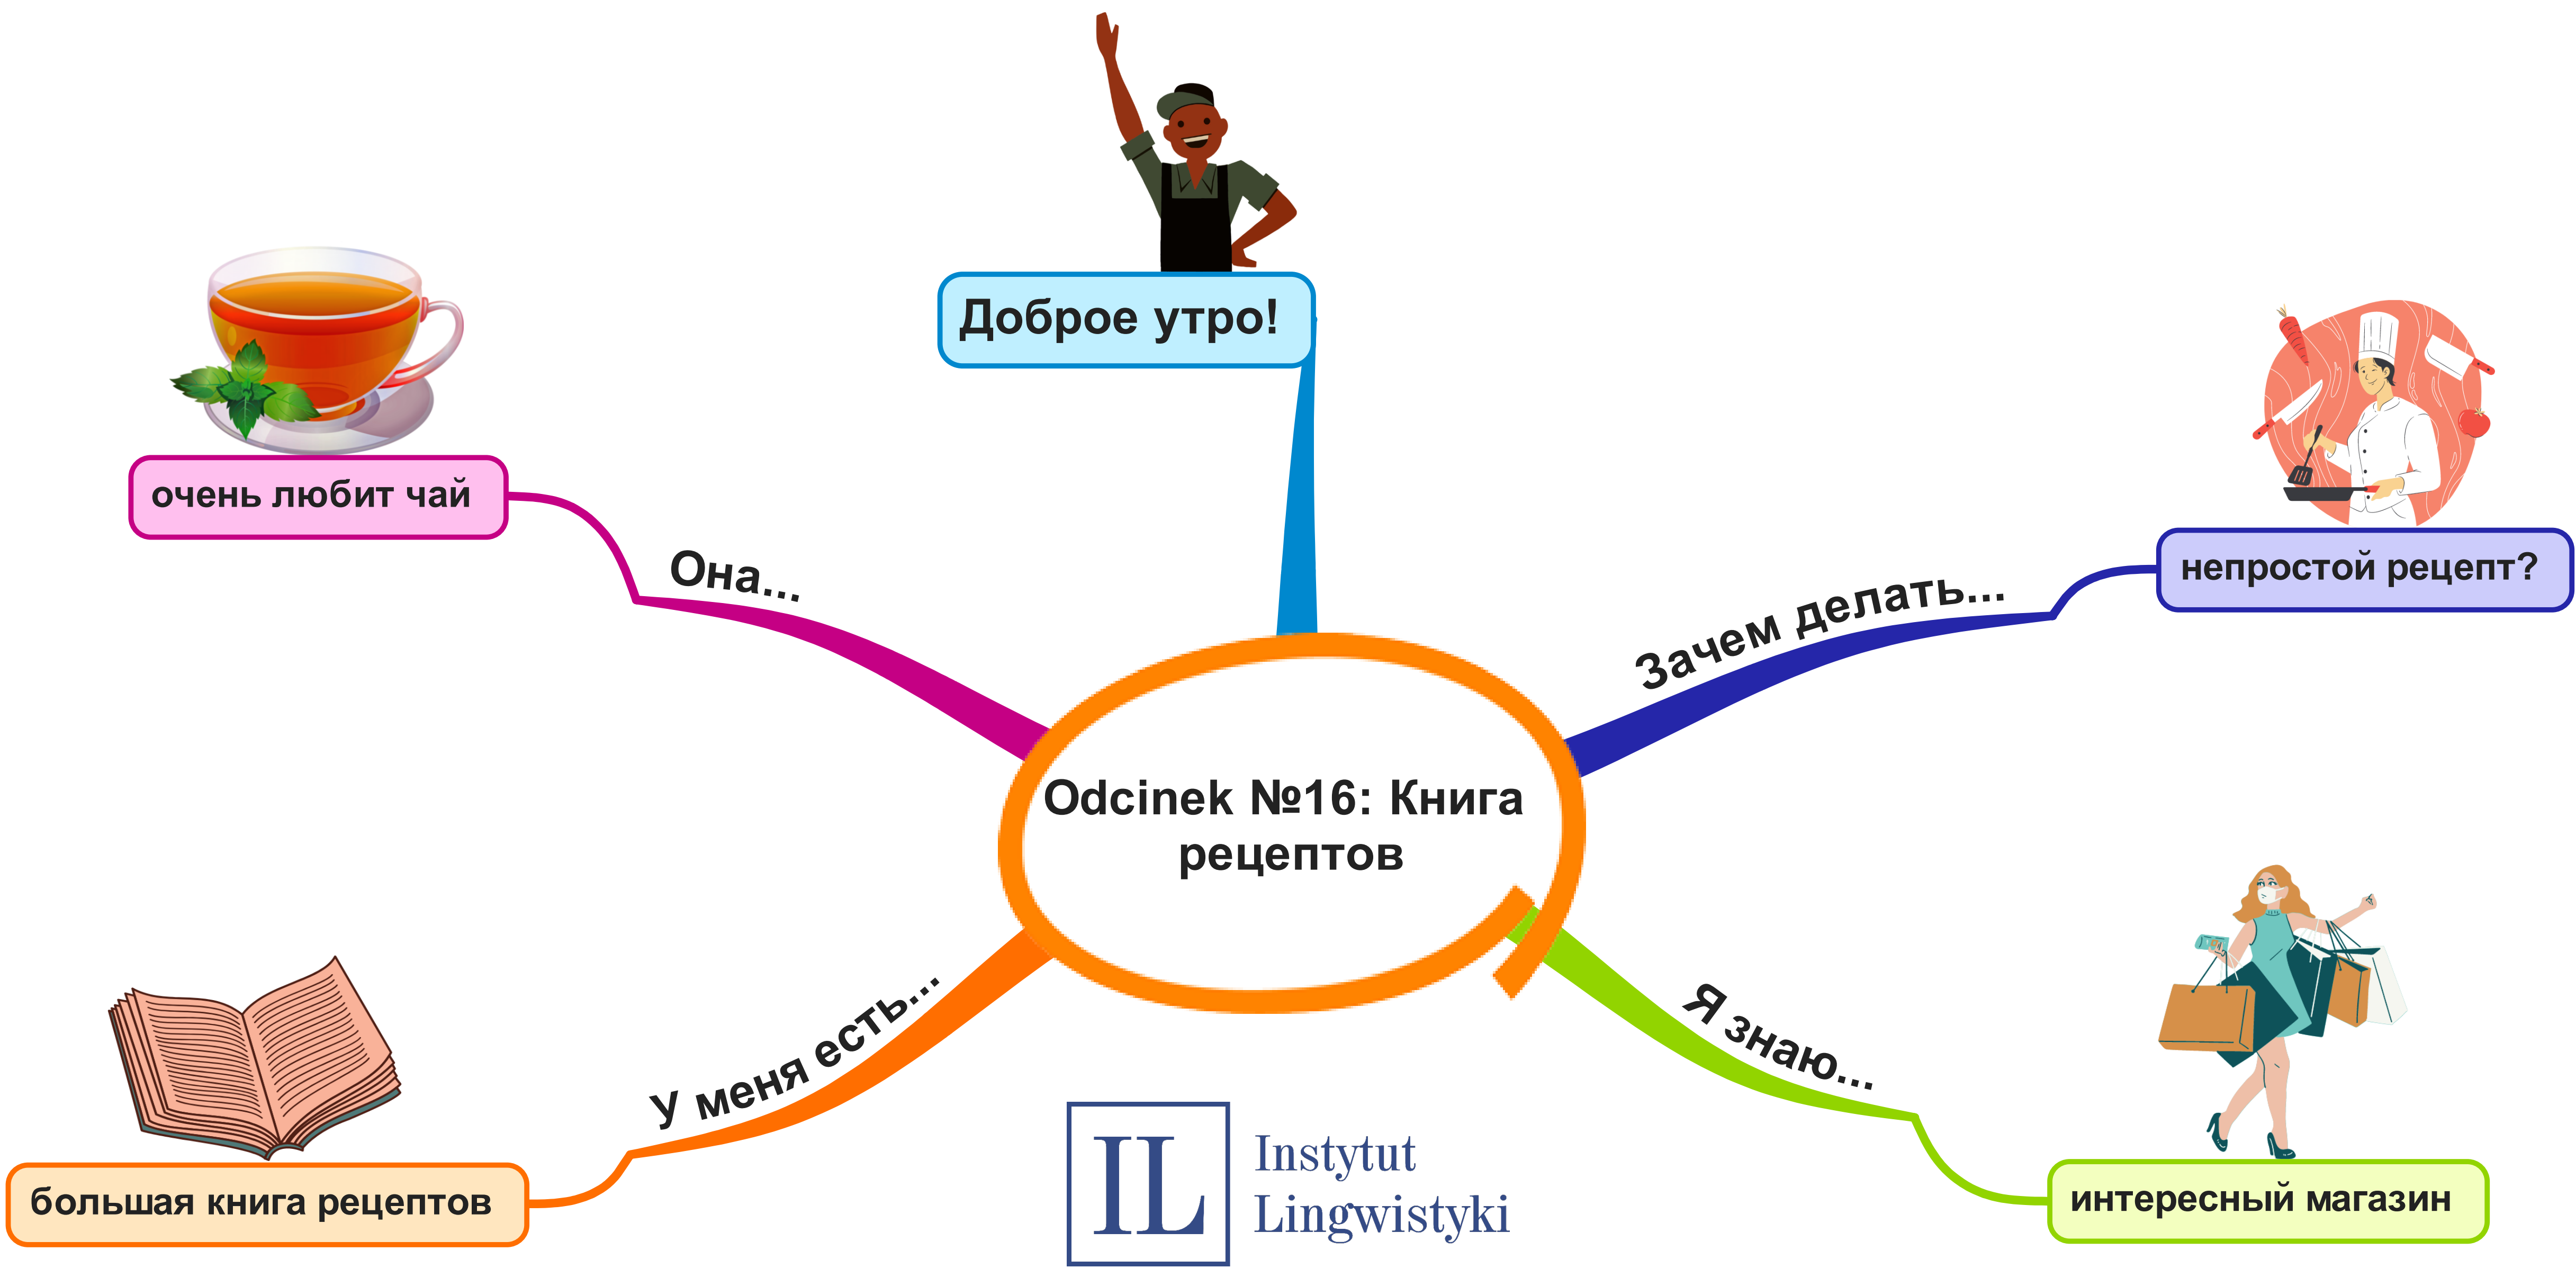 Доброе утро!
очень любит чай
Она...
Зачем делать...
непростой рецепт?
Odcinek №16: Книга
рецептов
У меня есть...
большая книга рецептов
Я знаю...
интересный магазин
IL
Instytut
Lingwistyki